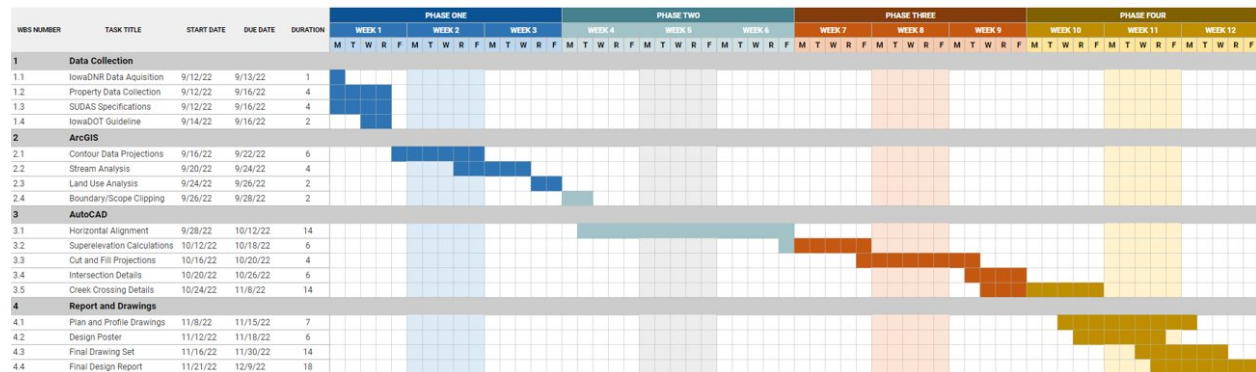 PHASE ONE PHASE TWO PHASE THREE PHASE FOUR
WBS NUMBER TASK TITLE START DATE DUE DATE DURATION WEEK 1 WEEK 2 WEEK 3 WEEK 4 WEEK 5 WEEK 6 WEEK 7 WEEK 8 WEEK 9 WEEK 10 WEEK 11 WEEK 12
M T W R F M T W R F M T W R F M T W R F M T W R F M T W R F M T W R F M T W R F M T W R F M T W R F M T W R F M T W R F
1 Data Collection
1.1 IowaDNR Data Aquisition 9/12/22 9/13/22 1
1.2 Property Data Collection 9/12/22 9/16/22 4
1.3 SUDAS Specifications 9/12/22 9/16/22 4
1.4 IowaDOT Guideline 9/14/22 9/16/22 2
2 ArcGIS
2.1 Contour Data Projections 9/16/22 9/22/22 6
2.2 Stream Analysis 9/20/22 9/24/22 4
2.3 Land Use Analysis 9/24/22 9/26/22 2
2.4 Boundary/Scope Clipping 9/26/22 9/28/22 2
3 AutoCAD
3.1 Horizontal Alignment 9/28/22 10/12/22 14
3.2 Superelevation Calculations 10/12/22 10/18/22 6
3.3 Cut and Fill Projections 10/16/22 10/20/22 4
3.4 Intersection Details 10/20/22 10/26/22 6
3.5 Creek Crossing Details 10/24/22 11/8/22 14
4 Report and Drawings
4.1 Plan and Profile Drawings 11/8/22 11/15/22 7
4.2 Design Poster 11/12/22 11/18/22 6
4.3 Final Drawing Set 11/16/22 11/30/22 14
4.4 Final Design Report 11/21/22 12/9/22 18